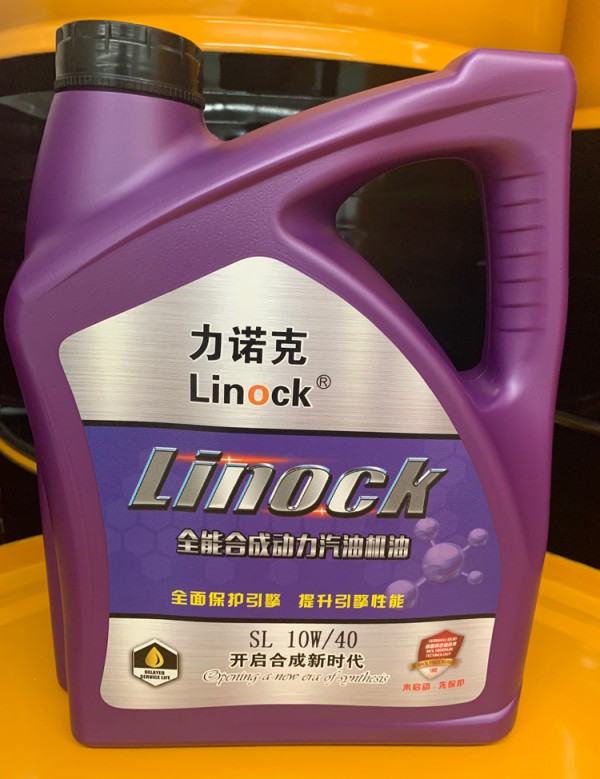 力诺克
Linock®
Linock
全能合成动力汽油机油
全面保护引擎 提升引擎性能
SL 10W/40
开启合成新时代
Opening a new era of synthesis
DELAYED
SERVICE LIFE
TECHNOLOGY
未启动 先保护